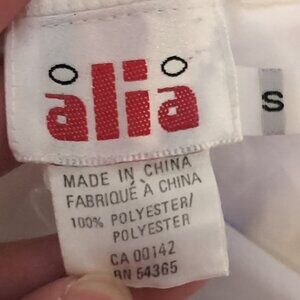 alia
S
MADE IN CHINA
FABRIQUÉ À CHINA
100% POLYESTER/
POLYESTER
CA 00142
RN 54365